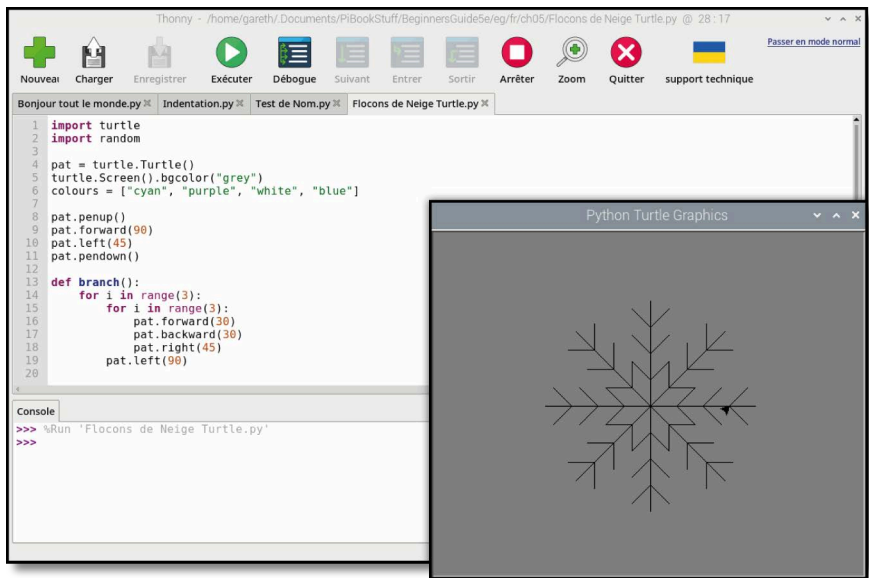 Thonny - /home/gareth/.Documents/PiBookStuff/BeginnersGuide5e/eg/fr/ch05/Flocons de Neige Turtle.py @ 28:17
Passer en mode normal
Nouveau Charger Enregistrer Exécuter Débogue Suivant Entrer Sortir Arrêter Zoom Quitter support technique
Bonjour tout le monde.py Indentation.py Test de Nom.py Flocons de Neige Turtle.py
1 import turtle
2 import random
3
4 pat = turtle.Turtle()
5 turtle.Screen().bgcolor("grey")
6 colours = ["cyan", "purple", "white", "blue"]
7
8 pat.penup()
9 pat.forward(90)
10 pat.left(45)
11 pat.pendown()
12
13 def branch():
14     for i in range(3):
15         for i in range(3):
16             pat.forward(30)
17             pat.backward(30)
18             pat.right(45)
19         pat.left(90)
20
Console
>>> %Run 'Flocons de Neige Turtle.py'
>>>
Python Turtle Graphics